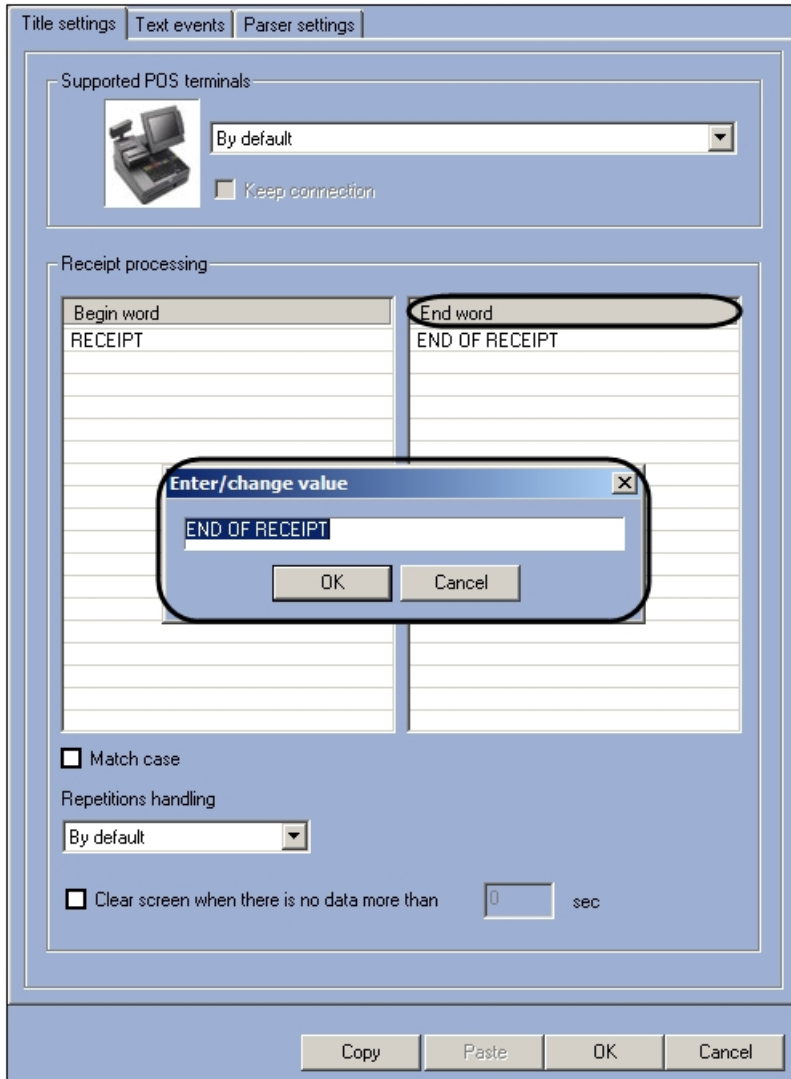 Title settings Text events Parser settings
Supported POS terminals
By default
Keep connection
Receipt processing
Begin word End word
RECEIPT END OF RECEIPT
Enter/change value
END OF RECEIPT
OK Cancel
Match case
Repetitions handling
By default
Clear screen when there is no data more than 0 sec
Copy Paste OK Cancel